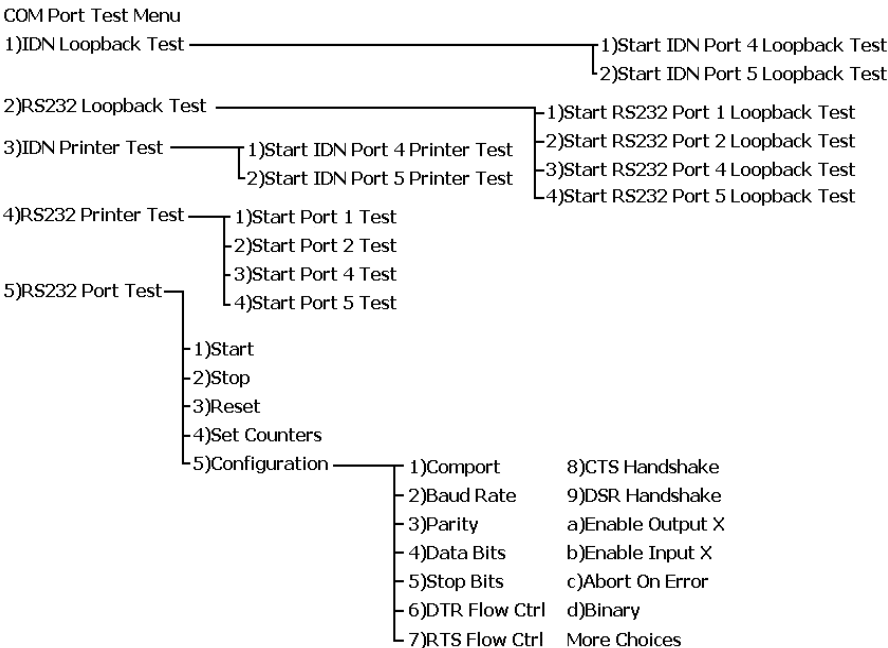 COM Port Test Menu
1)IDN Loopback Test
1)Start IDN Port 4 Loopback Test
2)Start IDN Port 5 Loopback Test
2)RS232 Loopback Test
1)Start RS232 Port 1 Loopback Test
2)Start RS232 Port 2 Loopback Test
3)Start RS232 Port 4 Loopback Test
4)Start RS232 Port 5 Loopback Test
3)IDN Printer Test
1)Start IDN Port 4 Printer Test
2)Start IDN Port 5 Printer Test
4)RS232 Printer Test
1)Start Port 1 Test
2)Start Port 2 Test
3)Start Port 4 Test
4)Start Port 5 Test
5)RS232 Port Test
1)Start
2)Stop
3)Reset
4)Set Counters
5)Configuration
1)Comport
2)Baud Rate
3)Parity
4)Data Bits
5)Stop Bits
6)DTR Flow Ctrl
7)RTS Flow Ctrl
8)CTS Handshake
9)DSR Handshake
a)Enable Output X
b)Enable Input X
c)Abort On Error
d)Binary
More Choices